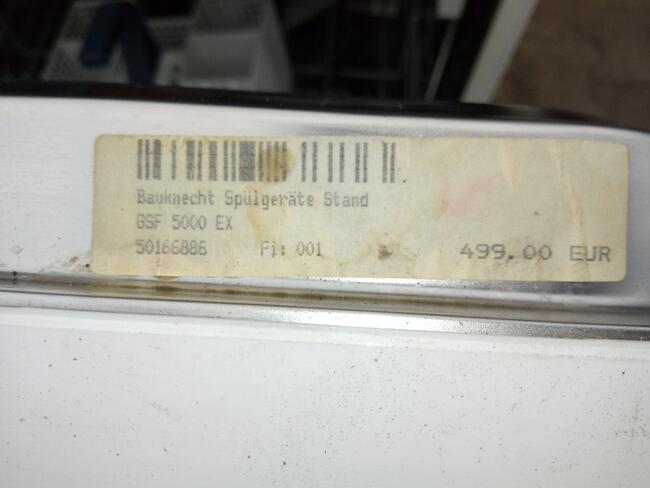 Bauknecht Spülgeräte Stand
GSF 5000 EX
50166886 Fi: 001 499.00 EUR